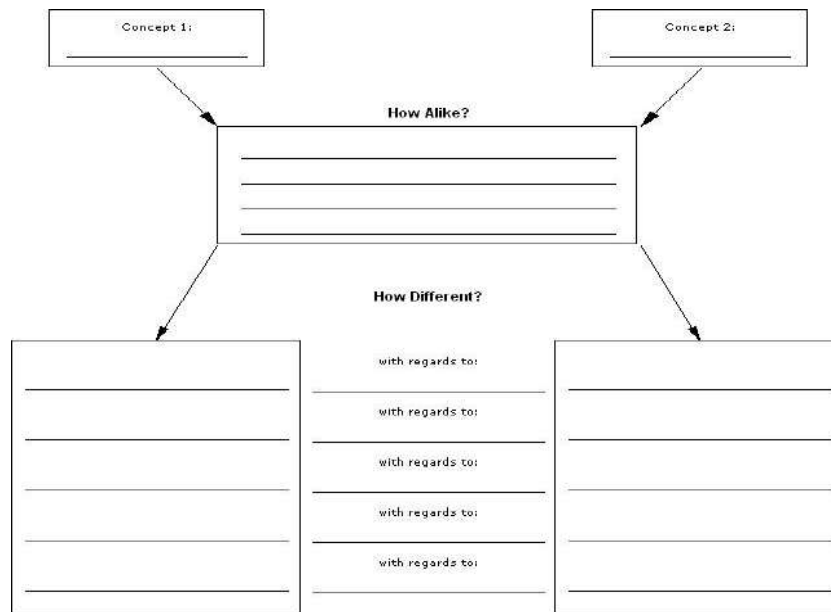 Concept 1:
Concept 2:
How Alike?
How Different?
with regards to:
with regards to:
with regards to:
with regards to:
with regards to: